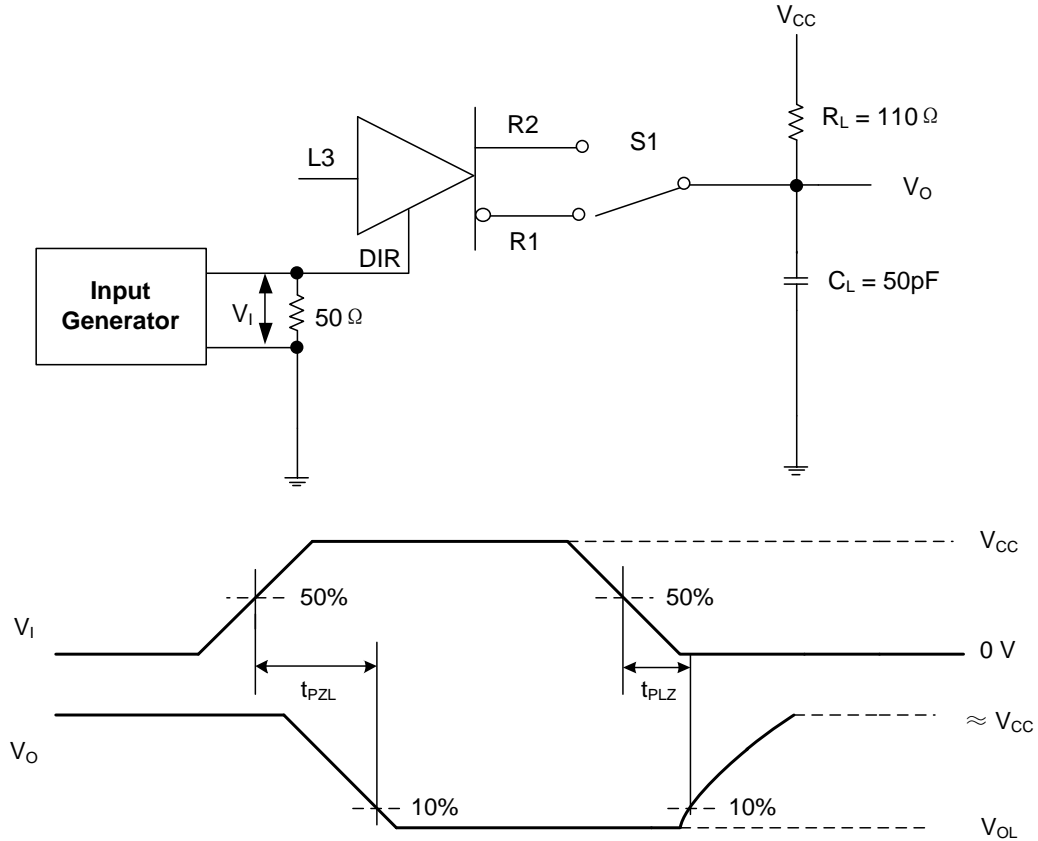 VCC
R2
S1
RL = 110 Ω
L3
VO
R1
DIR
CL = 50pF
Input
Generator
VI
50 Ω
VCC
50%
50%
VI
0 V
tPZL
tPLZ
≈ VCC
VO
10%
10%
VOL